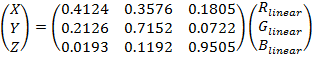 X = 0.4124 0.3576 0.1805 R_linear
Y 0.2126 0.7152 0.0722 G_linear
Z 0.0193 0.1192 0.9505 B_linear